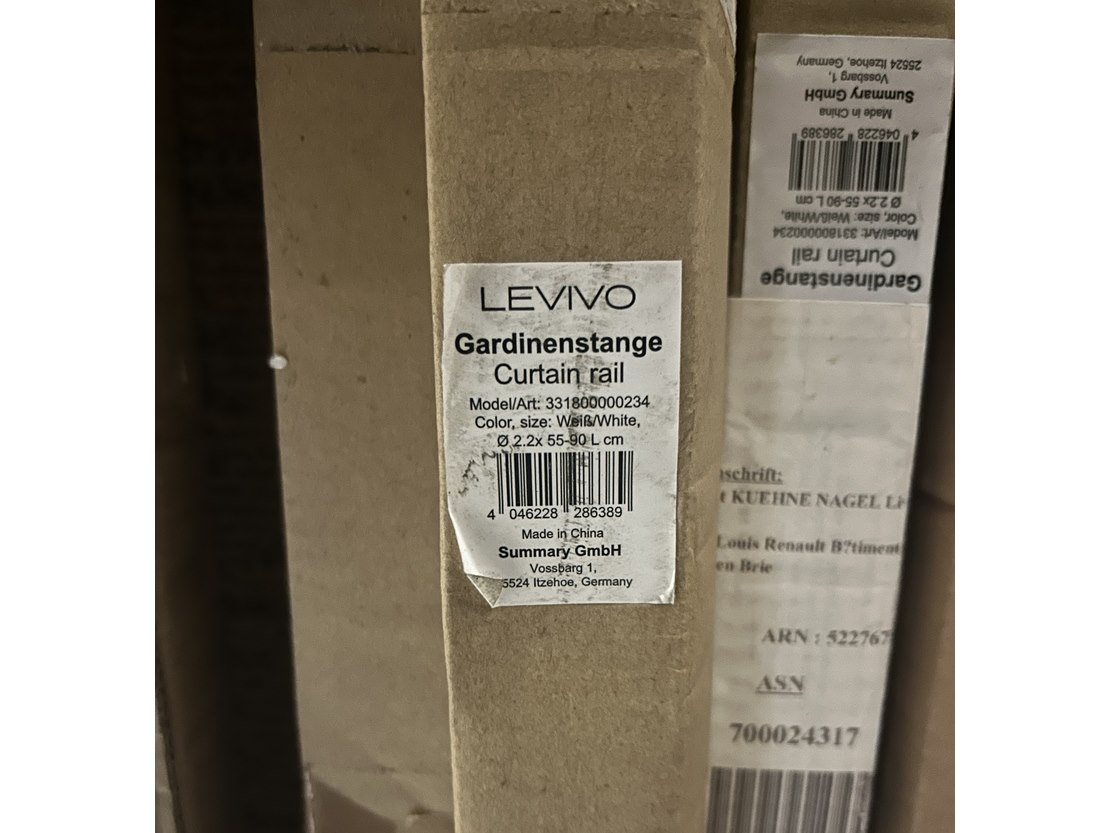 LEVIVO
Gardinenstange
Curtain rail
Model/Art: 331800000234
Color, size: Weiß/White,
Ø 2.2x 55-90 L cm
4 046228 286389
Made in China
Summary GmbH
Vossbarg 1,
5524 Itzehoe, Germany
Gardinenstange
Curtain rail
Model/Art: 331800000234
Color, size: Weiß/White,
Ø 2.2x 55-90 L cm
4 046228 286389
Made in China
Summary GmbH
Vossbarg 1,
25524 Itzehoe, Germany
schrift:
KUEHNE NAGEL
Louis Renault B?timent
en Brie
ARN : 522767
ASN
700024317